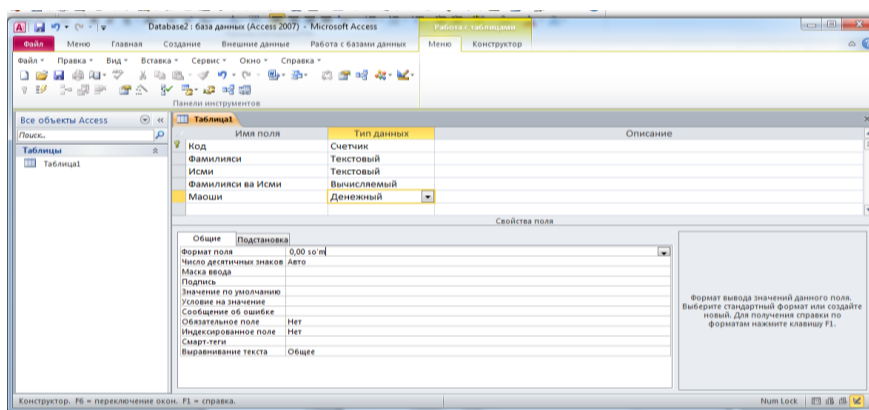 Database2 : база данных (Access 2007) - Microsoft Access
Работа с таблицами
Файл Меню Главная Создание Внешние данные Работа с базами данных Меню Конструктор
Файл Правка Вид Вставка Сервис Окно Справка
Панели инструментов
Все объекты Access
Поиск...
Таблицы
Таблица1
Таблица1
Имя поля Тип данных Описание
Код Счетчик
Фамилияси Текстовый
Исми Текстовый
Фамилияси ва Исми Вычисляемый
Маоши Денежный
Свойства поля
Общие Подстановка
Формат поля 0,00 so'm
Число десятичных знаков Авто
Маска ввода
Подпись
Значение по умолчанию
Условие на значение
Сообщение об ошибке
Обязательное поле Нет
Индексированное поле Нет
Смарт-теги
Выравнивание текста Общее
Формат вывода значений данного поля.
Выберите стандартный формат или создайте
новый. Для получения справки по
форматам нажмите клавишу F1.
Конструктор. F6 = переключение окон. F1 = справка.
Num Lock